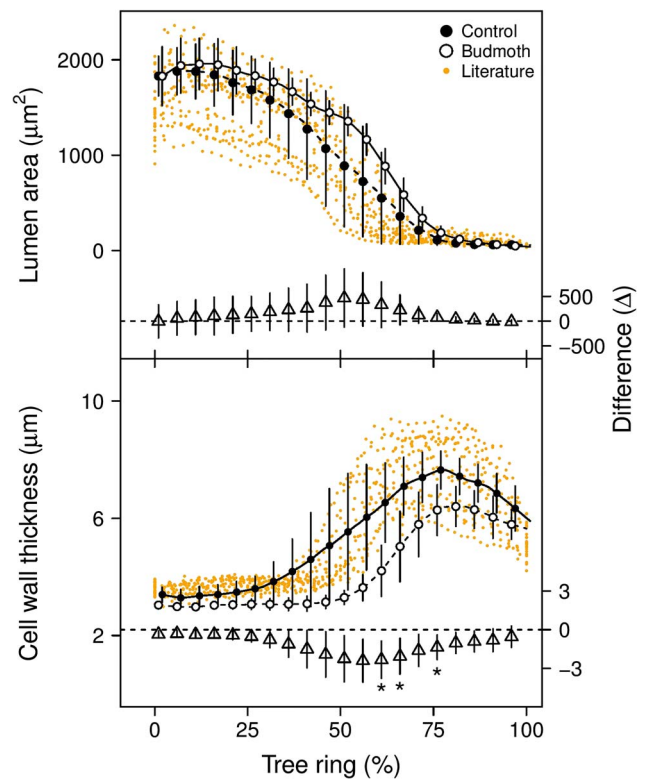 Control
Budmoth
Literature
2000
1000
0
Lumen area (μm²)
500
0
−500
Difference (Δ)
10
6
2
Cell wall thickness (μm)
3
0
−3
* * *
0 25 50 75 100
Tree ring (%)